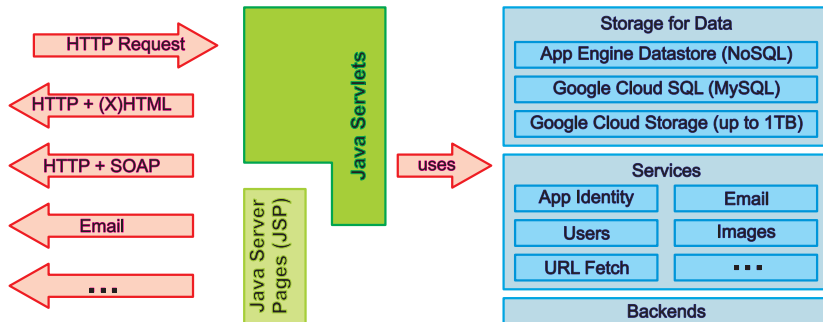 HTTP Request
HTTP + (X)HTML
HTTP + SOAP
Email
...
Java Servlets
Java Server
Pages (JSP)
uses
Storage for Data
App Engine Datastore (NoSQL)
Google Cloud SQL (MySQL)
Google Cloud Storage (up to 1TB)
Services
App Identity
Email
Users
Images
URL Fetch
...
Backends